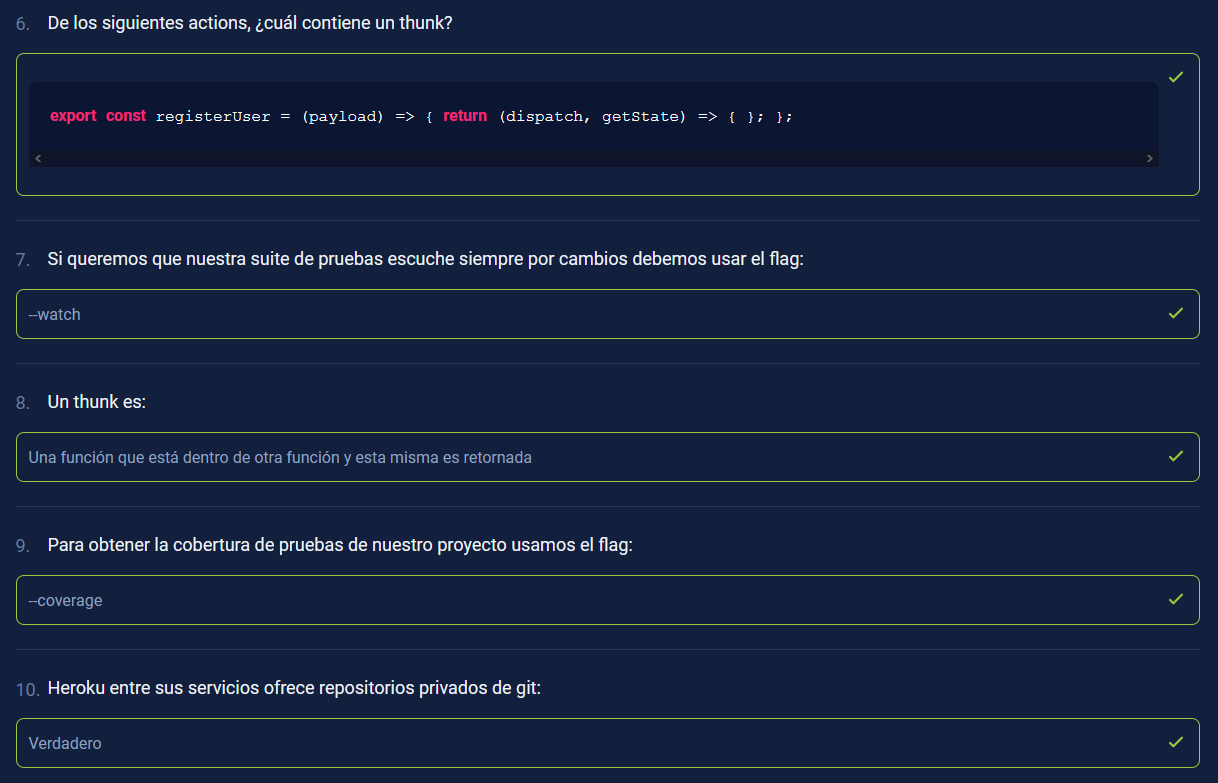 6. De los siguientes actions, ¿cuál contiene un thunk?
export const registerUser = (payload) => { return (dispatch, getState) => { }; };
7. Si queremos que nuestra suite de pruebas escuche siempre por cambios debemos usar el flag:
--watch
8. Un thunk es:
Una función que está dentro de otra función y esta misma es retornada
9. Para obtener la cobertura de pruebas de nuestro proyecto usamos el flag:
--coverage
10. Heroku entre sus servicios ofrece repositorios privados de git:
Verdadero